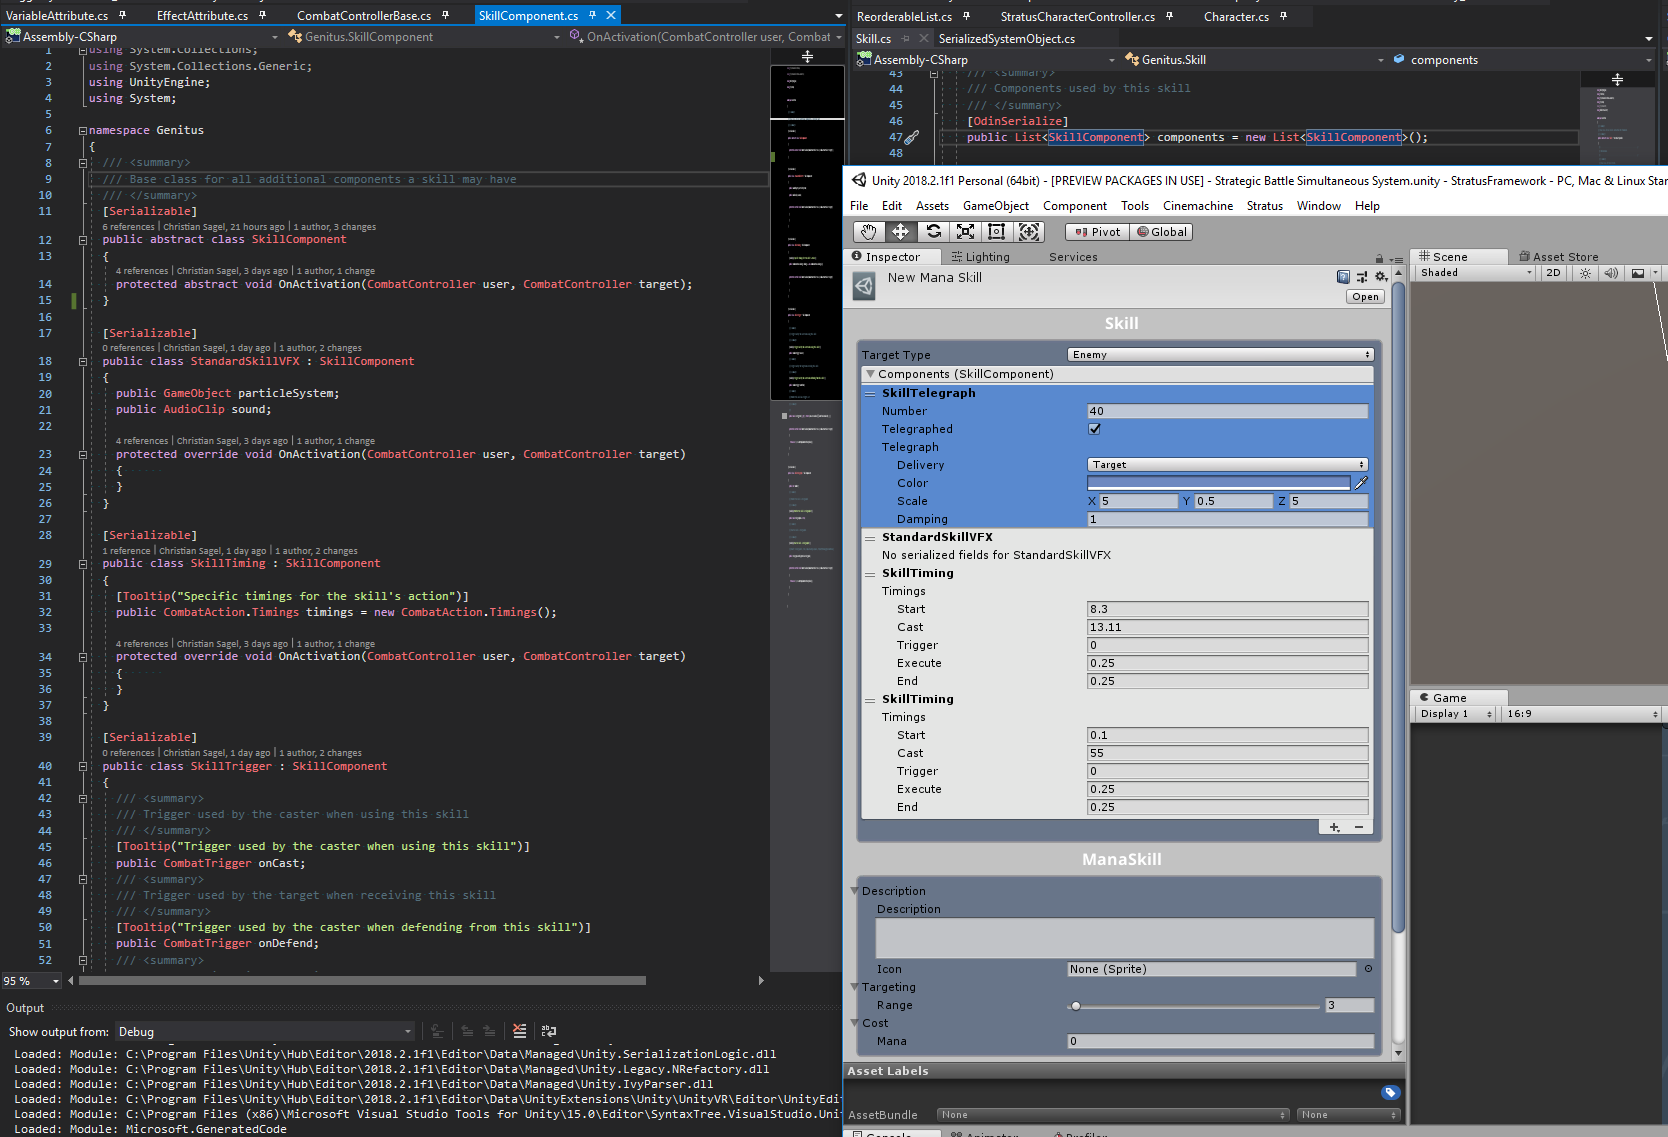 VariableAttribute.cs EffectAttribute.cs CombatControllerBase.cs SkillComponent.cs
Assembly-CSharp Genitus.SkillComponent OnActivation(CombatController user, Combat
1 using System.Collections;
2 using System.Collections.Generic;
3 using UnityEngine;
4 using System;
5
6 namespace Genitus
7 {
8 /// <summary>
9 /// Base class for all additional components a skill may have
10 /// </summary>
11 [Serializable]
6 references | Christian Sagel, 21 hours ago | 1 author, 3 changes
12 public abstract class SkillComponent
13 {
4 references | Christian Sagel, 3 days ago | 1 author, 1 change
14 protected abstract void OnActivation(CombatController user, CombatController target);
15 }
16
17 [Serializable]
0 references | Christian Sagel, 1 day ago | 1 author, 2 changes
18 public class StandardSkillVFX : SkillComponent
19 {
20 public GameObject particleSystem;
21 public AudioClip sound;
22
4 references | Christian Sagel, 3 days ago | 1 author, 1 change
23 protected override void OnActivation(CombatController user, CombatController target)
24 {
25 }
26 }
27
28 [Serializable]
1 reference | Christian Sagel, 1 day ago | 1 author, 2 changes
29 public class SkillTiming : SkillComponent
30 {
31 [Tooltip("Specific timings for the skill's action")]
32 public CombatAction.Timings timings = new CombatAction.Timings();
33
4 references | Christian Sagel, 3 days ago | 1 author, 1 change
34 protected override void OnActivation(CombatController user, CombatController target)
35 {
36 }
37 }
38
39 [Serializable]
0 references | Christian Sagel, 1 day ago | 1 author, 2 changes
40 public class SkillTrigger : SkillComponent
41 {
42 /// <summary>
43 /// Trigger used by the caster when using this skill
44 /// </summary>
45 [Tooltip("Trigger used by the caster when using this skill")]
46 public CombatTrigger onCast;
47 /// <summary>
48 /// Trigger used by the target when receiving this skill
49 /// </summary>
50 [Tooltip("Trigger used by the caster when defending from this skill")]
51 public CombatTrigger onDefend;
52 /// <summary>
95 %
Output
Show output from: Debug
Loaded: Module: C:\Program Files\Unity\Hub\Editor\2018.2.1f1\Editor\Data\Managed\Unity.SerializationLogic.dll
Loaded: Module: C:\Program Files\Unity\Hub\Editor\2018.2.1f1\Editor\Data\Managed\Unity.Legacy.NRefactory.dll
Loaded: Module: C:\Program Files\Unity\Hub\Editor\2018.2.1f1\Editor\Data\Managed\Unity.IvyParser.dll
Loaded: Module: C:\Program Files\Unity\Hub\Editor\2018.2.1f1\Editor\Data\UnityExtensions\Unity\UnityVR\Editor\UnityEdit
Loaded: Module: C:\Program Files (x86)\Microsoft Visual Studio Tools for Unity\15.0\Editor\SyntaxTree.VisualStudio.Uni
Loaded: Module: Microsoft.GeneratedCode
ReorderableList.cs StratusCharacterController.cs Character.cs
Skill.cs SerializedSystemObject.cs
Assembly-CSharp Genitus.Skill components
43 /// <summary>
44 /// Components used by this skill
45 /// </summary>
46 [OdinSerialize]
47 public List<SkillComponent> components = new List<SkillComponent>();
48
Unity 2018.2.1f1 Personal (64bit) - [PREVIEW PACKAGES IN USE] - Strategic Battle Simultaneous System.unity - StratusFramework - PC, Mac & Linux Star
File Edit Assets GameObject Component Tools Cinemachine Stratus Window Help
Pivot Global
Inspector Lighting Services
New Mana Skill
Open
Skill
Target Type Enemy
Components (SkillComponent)
SkillTelegraph
Number 40
Telegraphed
Telegraph
Delivery Target
Color
Scale X 5 Y 0.5 Z 5
Damping 1
StandardSkillVFX
No serialized fields for StandardSkillVFX
SkillTiming
Timings
Start 8.3
Cast 13.11
Trigger 0
Execute 0.25
End 0.25
SkillTiming
Timings
Start 0.1
Cast 55
Trigger 0
Execute 0.25
End 0.25
+ -
ManaSkill
Description
Description
Icon None (Sprite)
Targeting
Range 3
Cost
Mana 0
Asset Labels
AssetBundle None None
Console Animator Profiler
Scene Asset Store
Shaded 2D
Game
Display 1 16:9